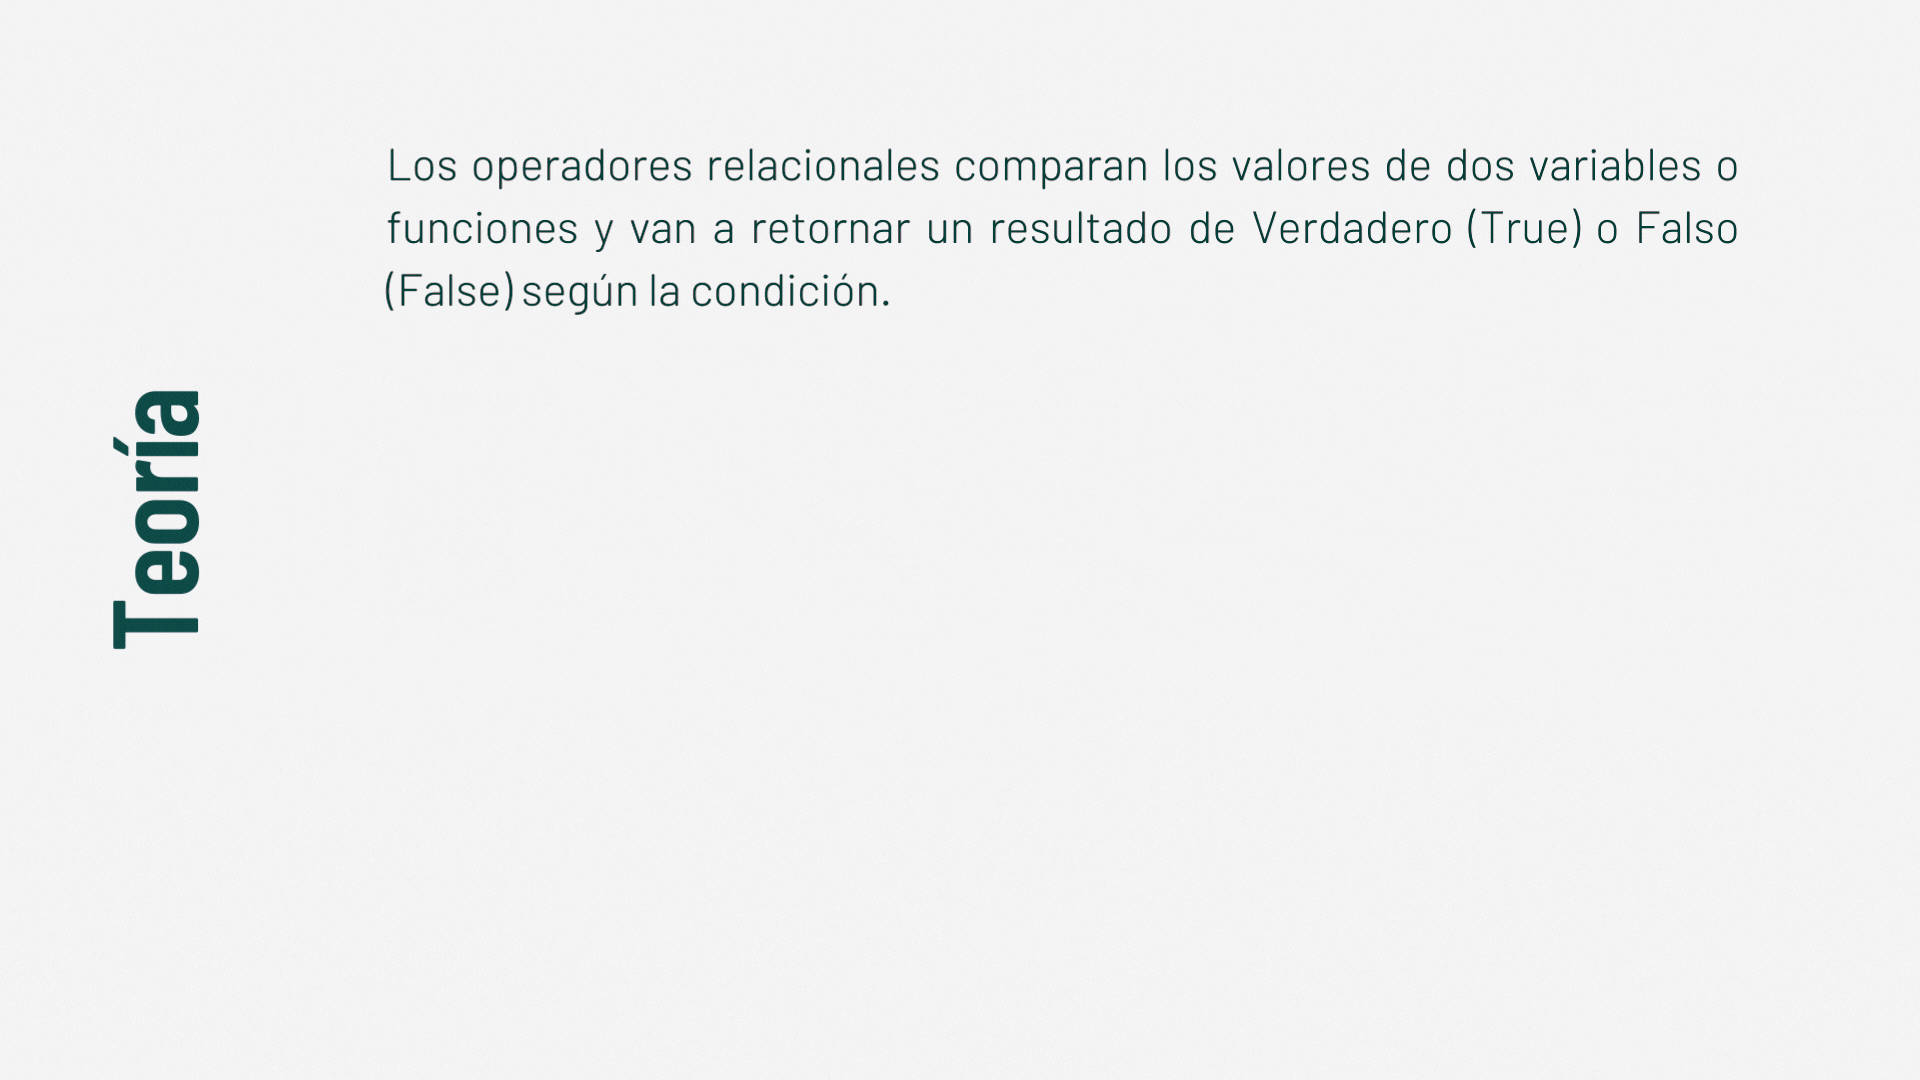 Los operadores relacionales comparan los valores de dos variables o
funciones y van a retornar un resultado de Verdadero (True) o Falso
(False) según la condición.
Teoría